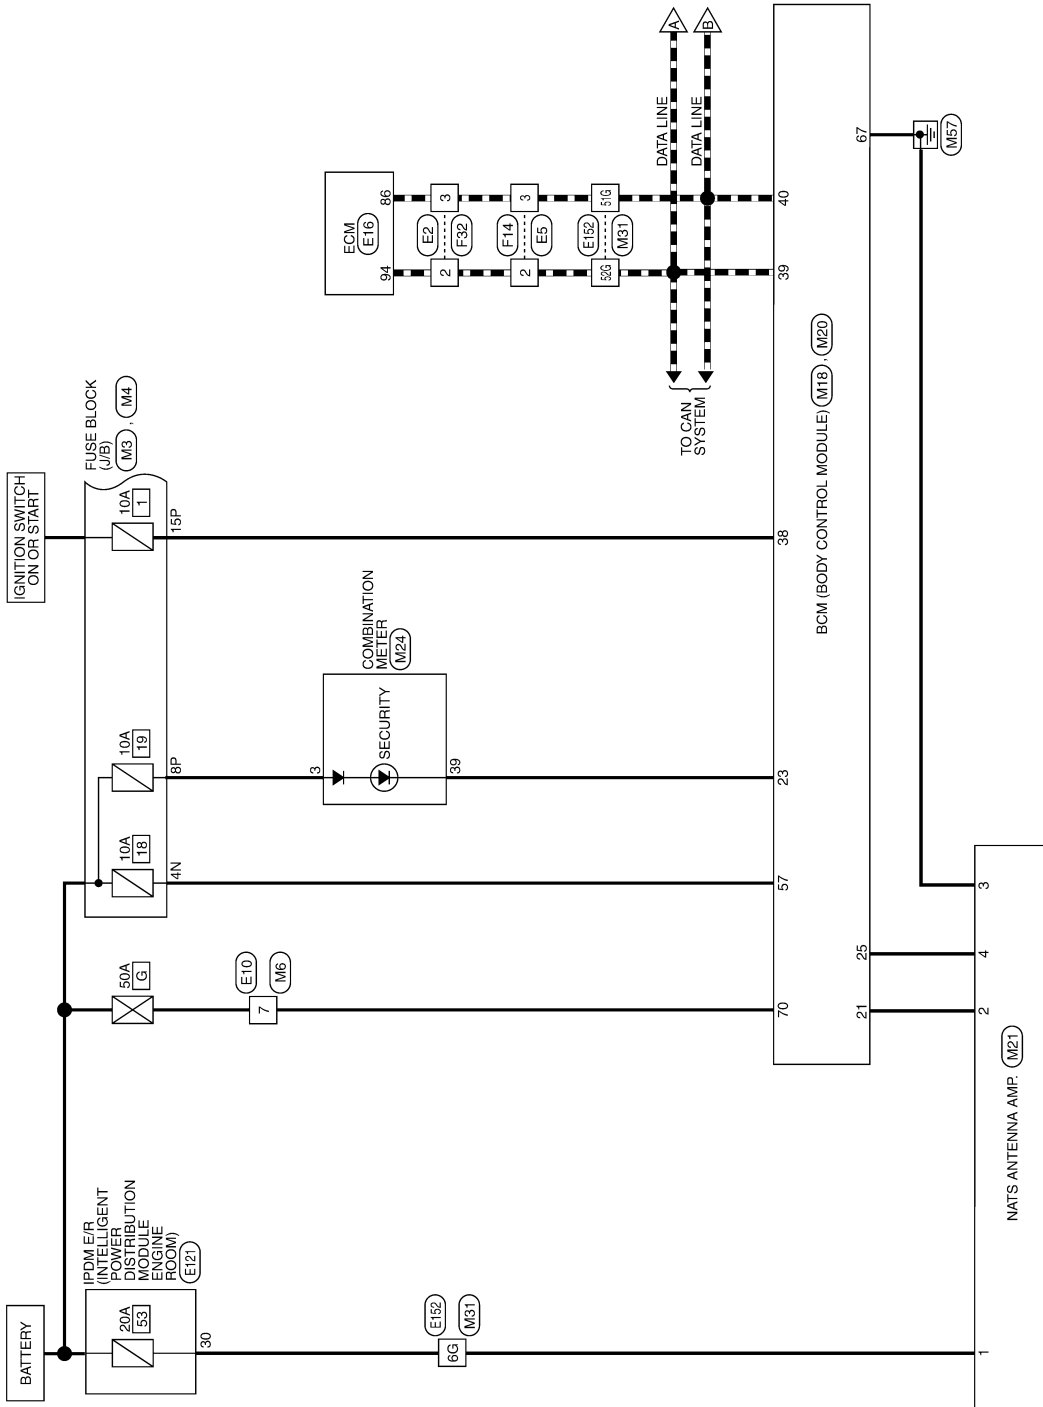 BATTERY
IPDM E/R
(INTELLIGENT
POWER
DISTRIBUTION
MODULE
ENGINE
ROOM)
E121
20A
53
30
E152
M31
6G
1
50A
G
E10
M6
7
70
IGNITION SWITCH
ON OR START
FUSE BLOCK
(J/B)
M3 , M4
10A
18
4N
57
10A
19
8P
10A
1
15P
38
COMBINATION
METER
M24
3
SECURITY
39
23
ECM
E16
94
86
2
E2
F32
3
2
F14
E5
3
52G
E152
M31
51G
DATA LINE
A
DATA LINE
B
TO CAN
SYSTEM
39
40
BCM (BODY CONTROL MODULE) M18 , M20
21
25
67
M57
2
4
3
NATS ANTENNA AMP. M21